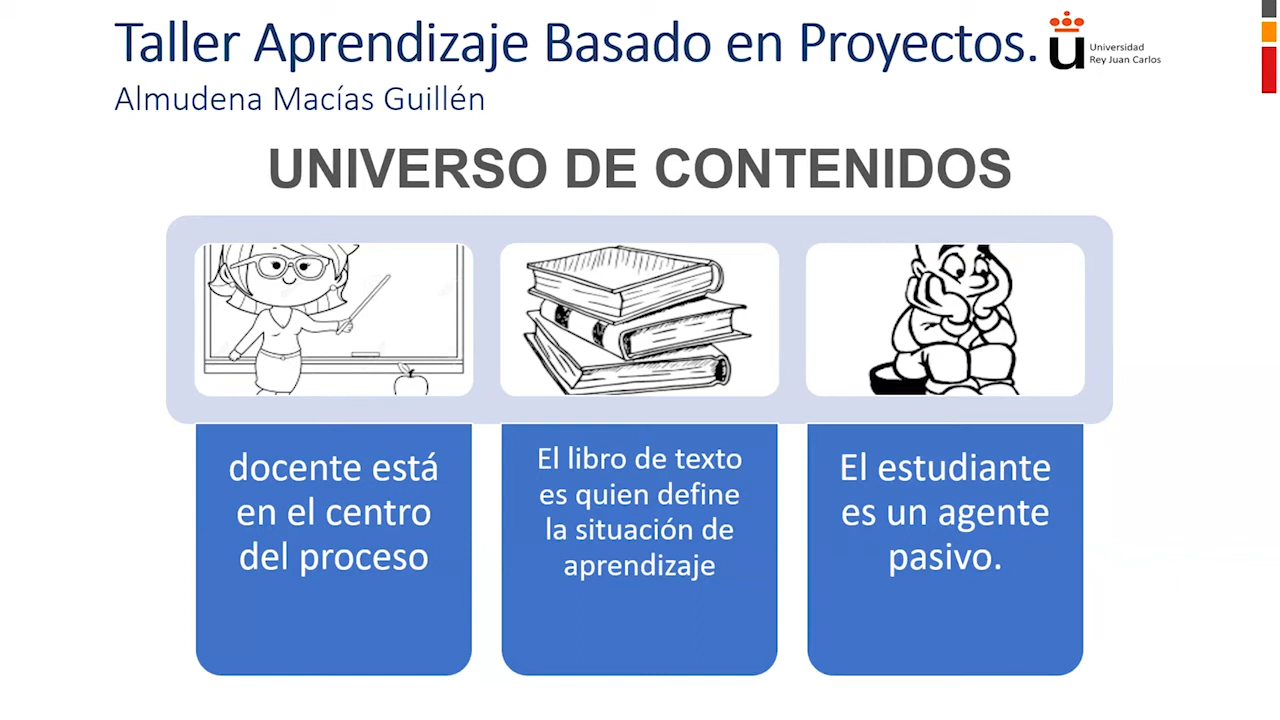 Taller Aprendizaje Basado en Proyectos.
Universidad
Rey Juan Carlos
Almudena Macías Guillén
UNIVERSO DE CONTENIDOS
docente está
en el centro
del proceso
El libro de texto
es quien define
la situación de
aprendizaje
El estudiante
es un agente
pasivo.